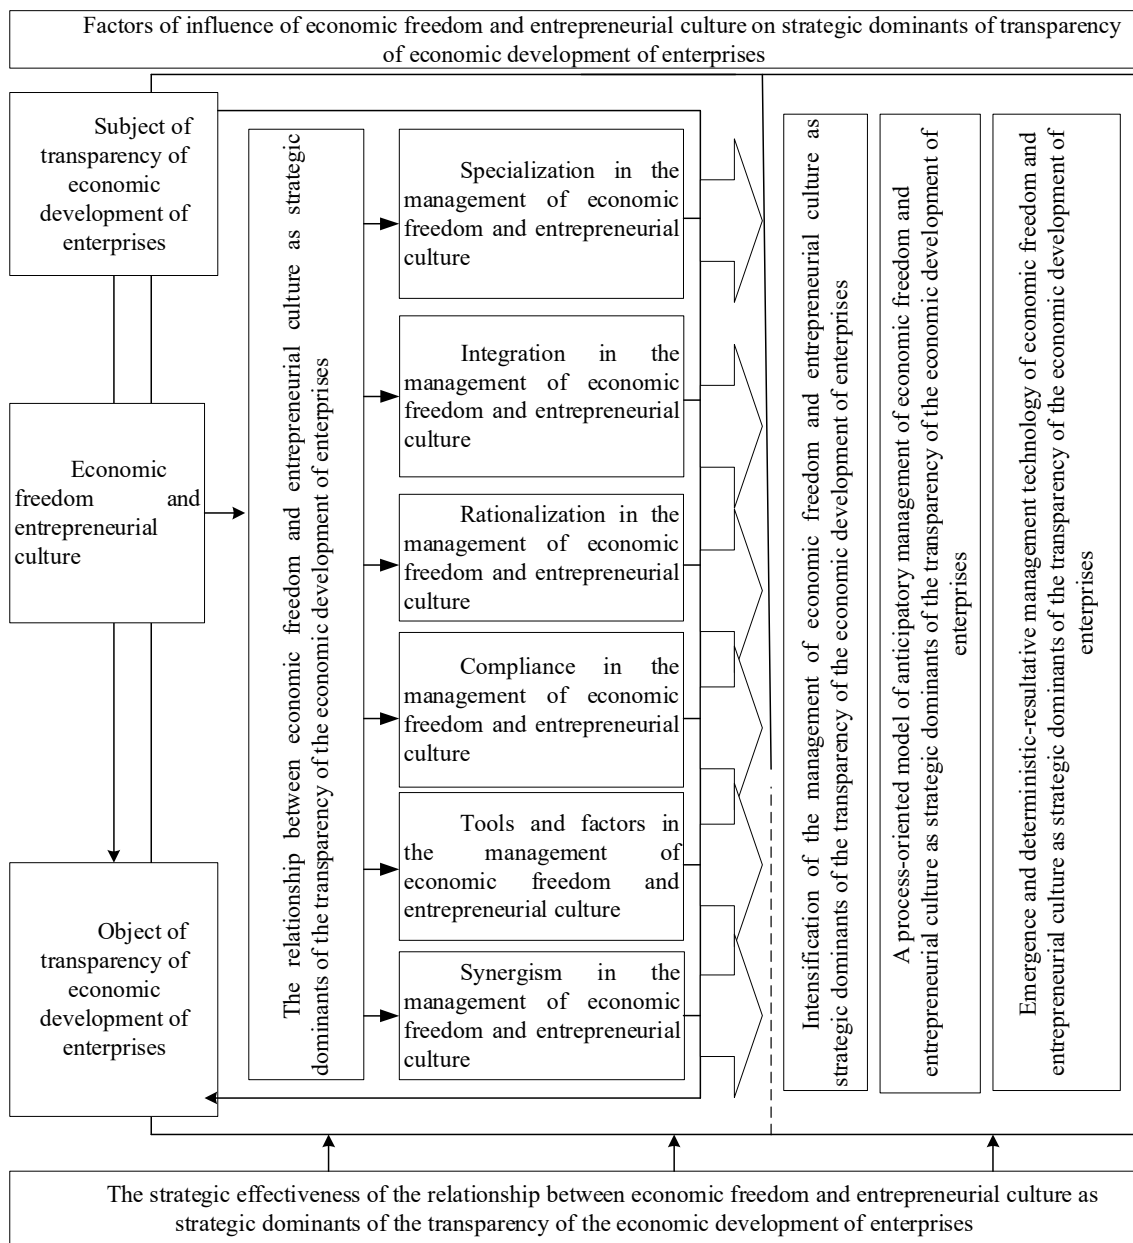 Factors of influence of economic freedom and entrepreneurial culture on strategic dominants of transparency
of economic development of enterprises
Subject of
transparency of
economic
development of
enterprises
Economic
freedom and
entrepreneurial
culture
Object of
transparency of
economic
development of
enterprises
The relationship between economic freedom and entrepreneurial culture as strategic
dominants of the transparency of the economic development of enterprises
Specialization in the
management of economic
freedom and entrepreneurial
culture
Integration in the
management of economic
freedom and entrepreneurial
culture
Rationalization in the
management of economic
freedom and entrepreneurial
culture
Compliance in the
management of economic
freedom and entrepreneurial
culture
Tools and factors in
the management of
economic freedom and
entrepreneurial culture
Synergism in the
management of economic
freedom and entrepreneurial
culture
Intensification of the management of economic freedom and entrepreneurial culture as
strategic dominants of the transparency of the economic development of enterprises
A process-oriented model of anticipatory management of economic freedom and
entrepreneurial culture as strategic dominants of the transparency of the economic development of
enterprises
Emergence and deterministic-resultative management technology of economic freedom and
entrepreneurial culture as strategic dominants of the transparency of the economic development of
enterprises
The strategic effectiveness of the relationship between economic freedom and entrepreneurial culture as
strategic dominants of the transparency of the economic development of enterprises